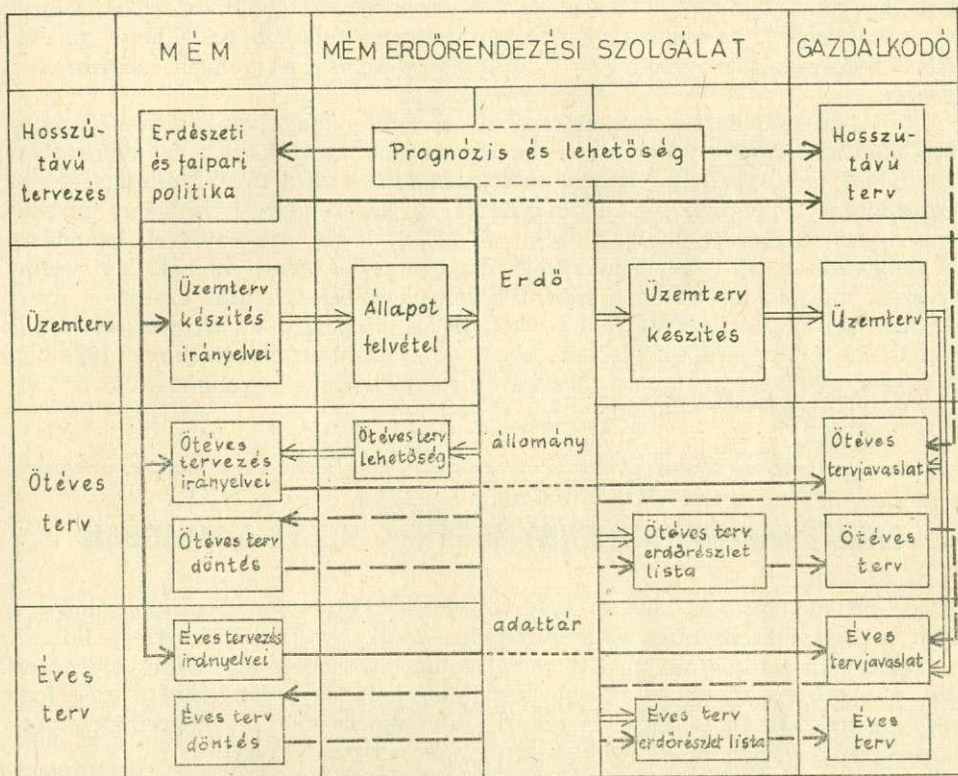 MÉM
MÉM ERDŐRENDEZÉSI SZOLGÁLAT
GAZDÁLKODÓ
Hosszú-
távú
tervezés
Erdészeti
és faipari
politika
Prognózis és lehetőség
Hosszú-
távú
terv
Üzemterv
Üzemterv
készítés
irányelvei
Állapot
felvétel
Erdő
Üzemterv
készítés
Üzemterv
Ötéves
terv
Ötéves
tervezés
irányelvei
Ötéves terv
lehetőség
állomány
Ötéves
tervjavaslat
Ötéves terv
döntés
Ötéves terv
erdőrészlet
lista
Ötéves
terv
Éves
terv
Éves tervezés
irányelvei
adattár
Éves
tervjavaslat
Éves terv
döntés
Éves terv
erdőrészlet lista
Éves
terv